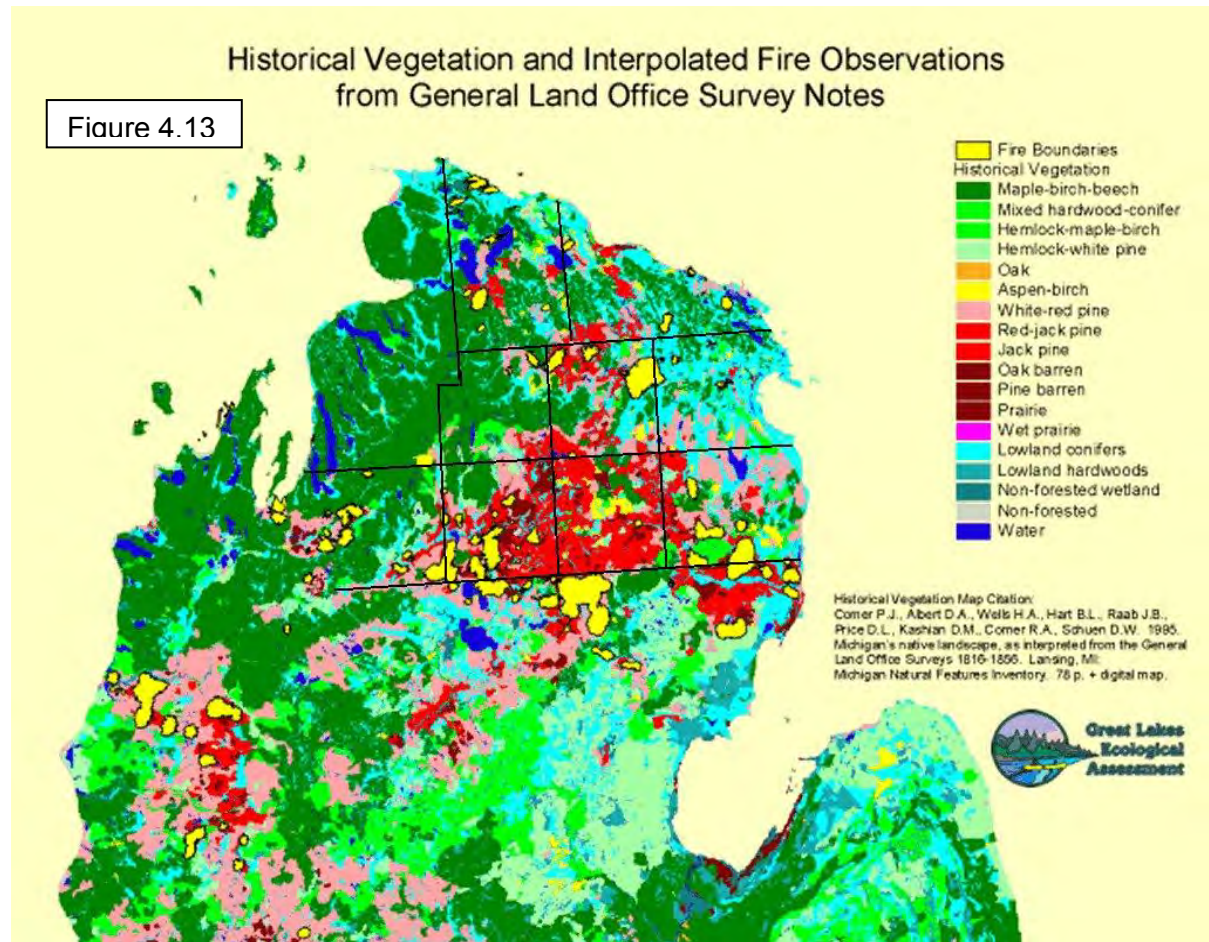 Historical Vegetation and Interpolated Fire Observations
from General Land Office Survey Notes
Figure 4.13
Fire Boundaries
Historical Vegetation
Maple-birch-beech
Mixed hardwood-conifer
Hemlock-maple-birch
Hemlock-white pine
Oak
Aspen-birch
White-red pine
Red-jack pine
Jack pine
Oak barren
Pine barren
Prairie
Wet prairie
Lowland conifers
Lowland hardwoods
Non-forested wetland
Non-forested
Water
Historical Vegetation Map Citation:
Comer P.J., Albert D.A., Wells H.A., Hart B.L., Raab J.B.,
Price D.L., Kashian D.M., Corner R.A., Schuen D.W. 1995.
Michigan's native landscape, as interpreted from the General
Land Office Surveys 1816-1856. Lansing, MI:
Michigan Natural Features Inventory. 78 p. + digital map.
Great Lakes
Ecological
Assessment